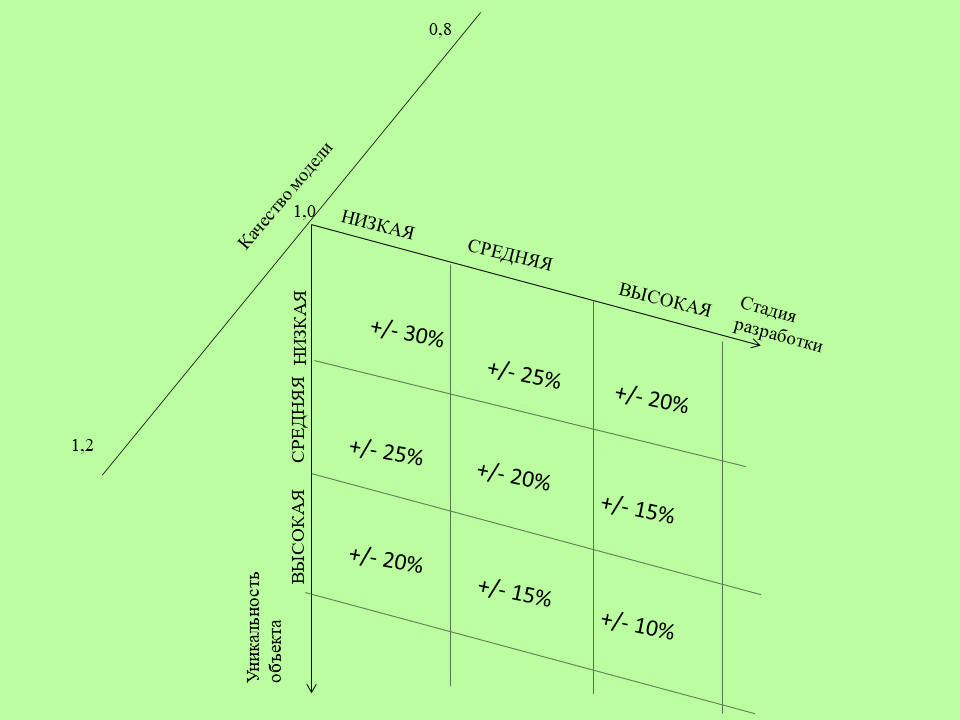 0,8
Качество модели
1,0
НИЗКАЯ
СРЕДНЯЯ
ВЫСОКАЯ
Стадия
разработки
НИЗКАЯ
+/- 30%
+/- 25%
+/- 20%
1,2
СРЕДНЯЯ
+/- 25%
+/- 20%
+/- 15%
ВЫСОКАЯ
+/- 20%
+/- 15%
+/- 10%
Уникальность
объекта